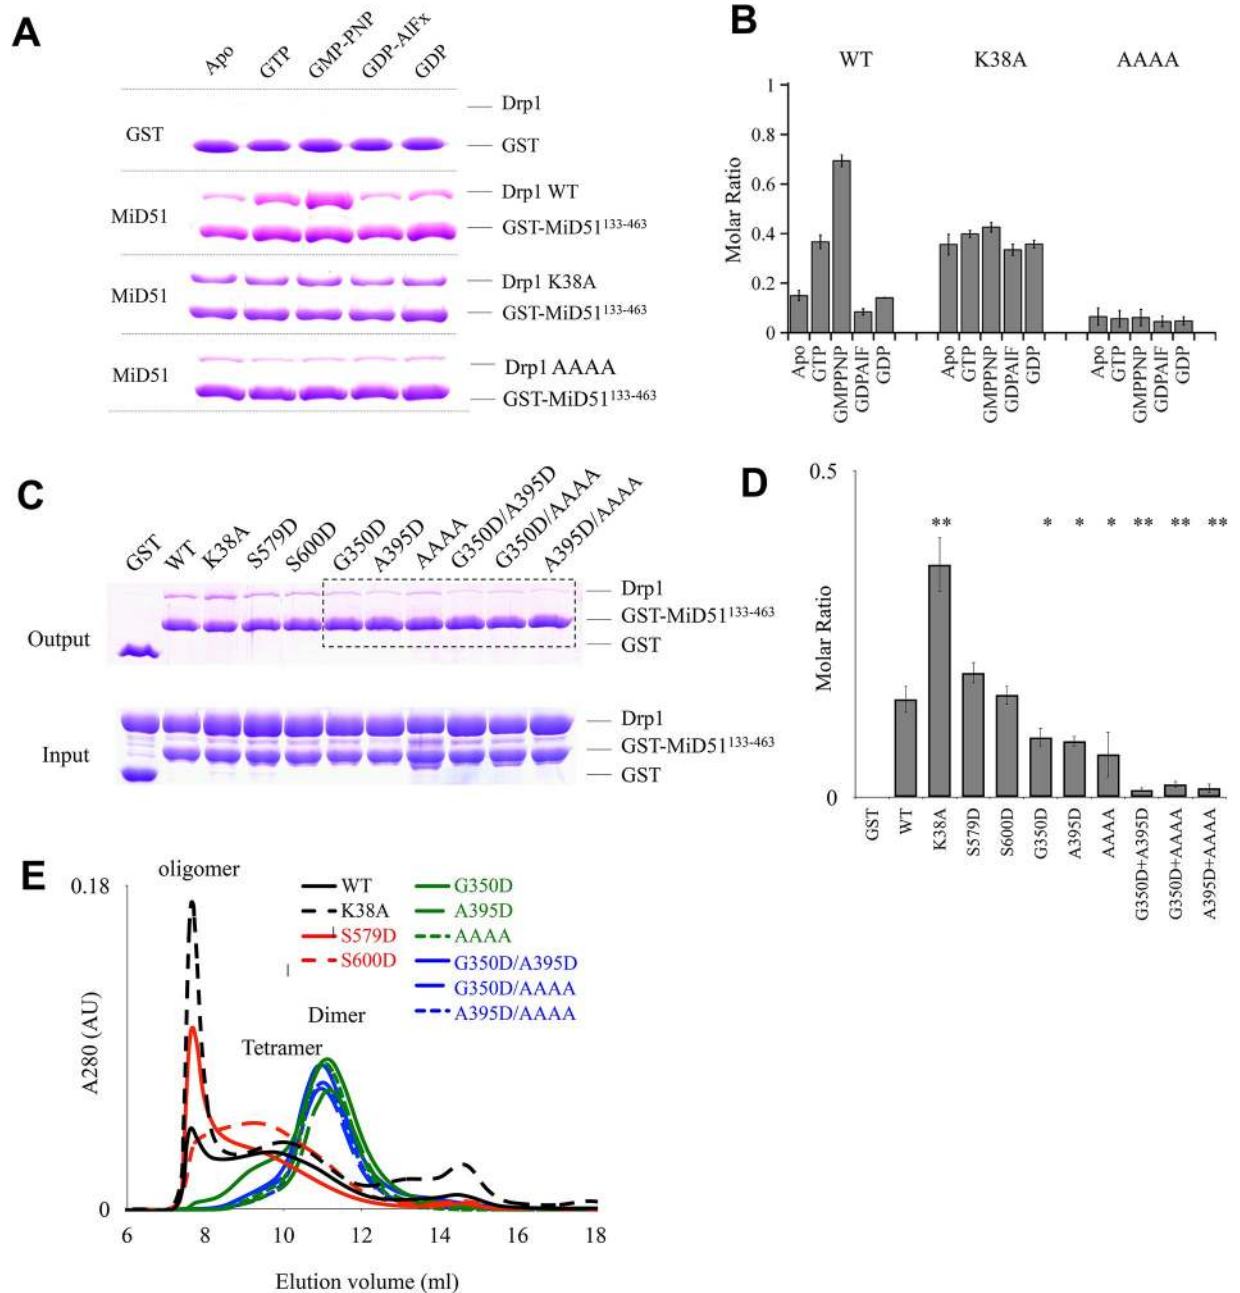 A
Apo GTP GMP-PNP GDP-AlFx GDP
Drp1
GST
GST
Drp1 WT
MiD51
GST-MiD51133-463
Drp1 K38A
MiD51
GST-MiD51133-463
Drp1 AAAA
MiD51
GST-MiD51133-463
B
WT K38A AAAA
Molar Ratio
1
0.8
0.6
0.4
0.2
0
Apo GTP GMPPNP GDPAlF GDP Apo GTP GMPPNP GDPAlF GDP Apo GTP GMPPNP GDPAlF GDP
C
GST WT K38A S579D S600D G350D A395D AAAA G350D/A395D G350D/AAAA A395D/AAAA
Drp1
GST-MiD51133-463
Output
GST
Drp1
GST-MiD51133-463
Input
GST
D
0.5
Molar Ratio
** * * * ** ** **
0
GST WT K38A S579D S600D G350D A395D AAAA G350D+A395D G350D+AAAA A395D+AAAA
E
oligomer
0.18
WT G350D
K38A A395D
S579D AAAA
S600D G350D/A395D
G350D/AAAA
A395D/AAAA
Dimer
Tetramer
A280 (AU)
0
6 8 10 12 14 16 18
Elution volume (ml)